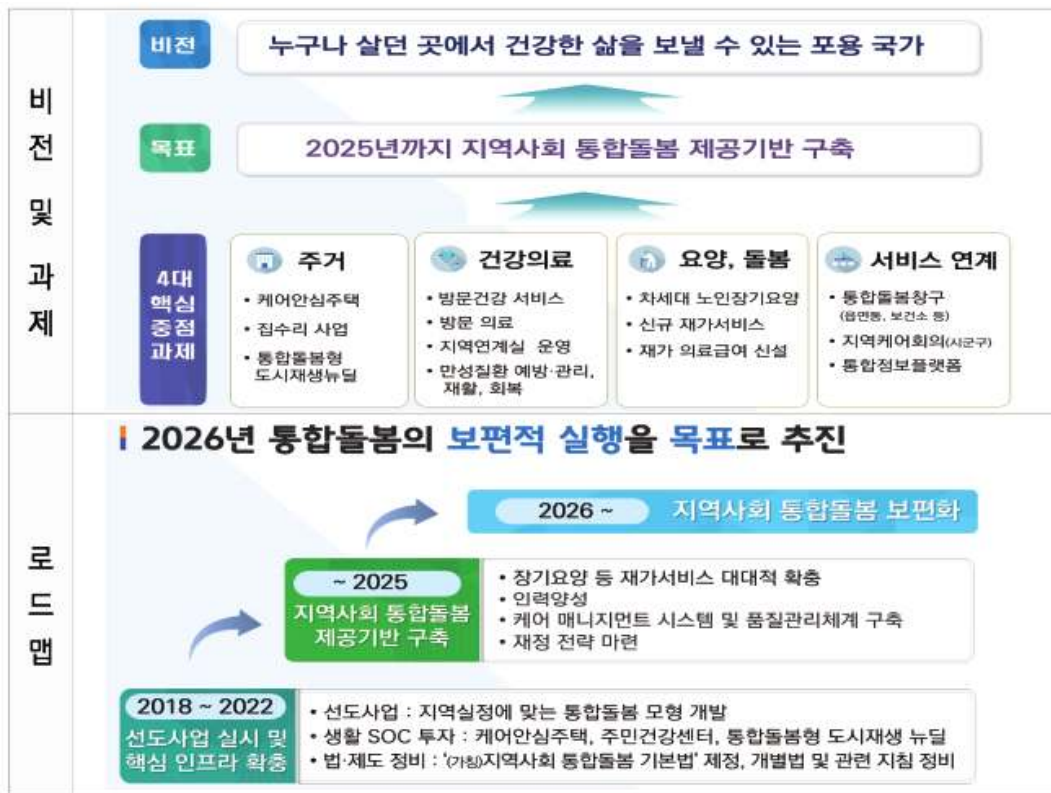 비전 및 과제
비전
누구나 살던 곳에서 건강한 삶을 보낼 수 있는 포용 국가
목표
2025년까지 지역사회 통합돌봄 제공기반 구축
4대
핵심
중점
과제
주거
• 케어안심주택
• 집수리 사업
• 통합돌봄형
도시재생뉴딜
건강의료
• 방문건강 서비스
• 방문 의료
• 지역연계실 운영
• 만성질환 예방·관리,
재활, 회복
요양, 돌봄
• 차세대 노인장기요양
• 신규 재가서비스
• 재가 의료급여 신설
서비스 연계
• 통합돌봄창구
(읍면동, 보건소 등)
• 지역케어회의(시군구)
• 통합정보플랫폼
로드맵
2026년 통합돌봄의 보편적 실행을 목표로 추진
2026 ~ 지역사회 통합돌봄 보편화
~ 2025
지역사회 통합돌봄
제공기반 구축
• 장기요양 등 재가서비스 대대적 확충
• 인력양성
• 케어 매니지먼트 시스템 및 품질관리체계 구축
• 재정 전략 마련
2018 ~ 2022
선도사업 실시 및
핵심 인프라 확충
• 선도사업 : 지역실정에 맞는 통합돌봄 모형 개발
• 생활 SOC 투자 : 케어안심주택, 주민건강센터, 통합돌봄형 도시재생 뉴딜
• 법·제도 정비 : '(가칭)지역사회 통합돌봄 기본법' 제정, 개별법 및 관련 지침 정비